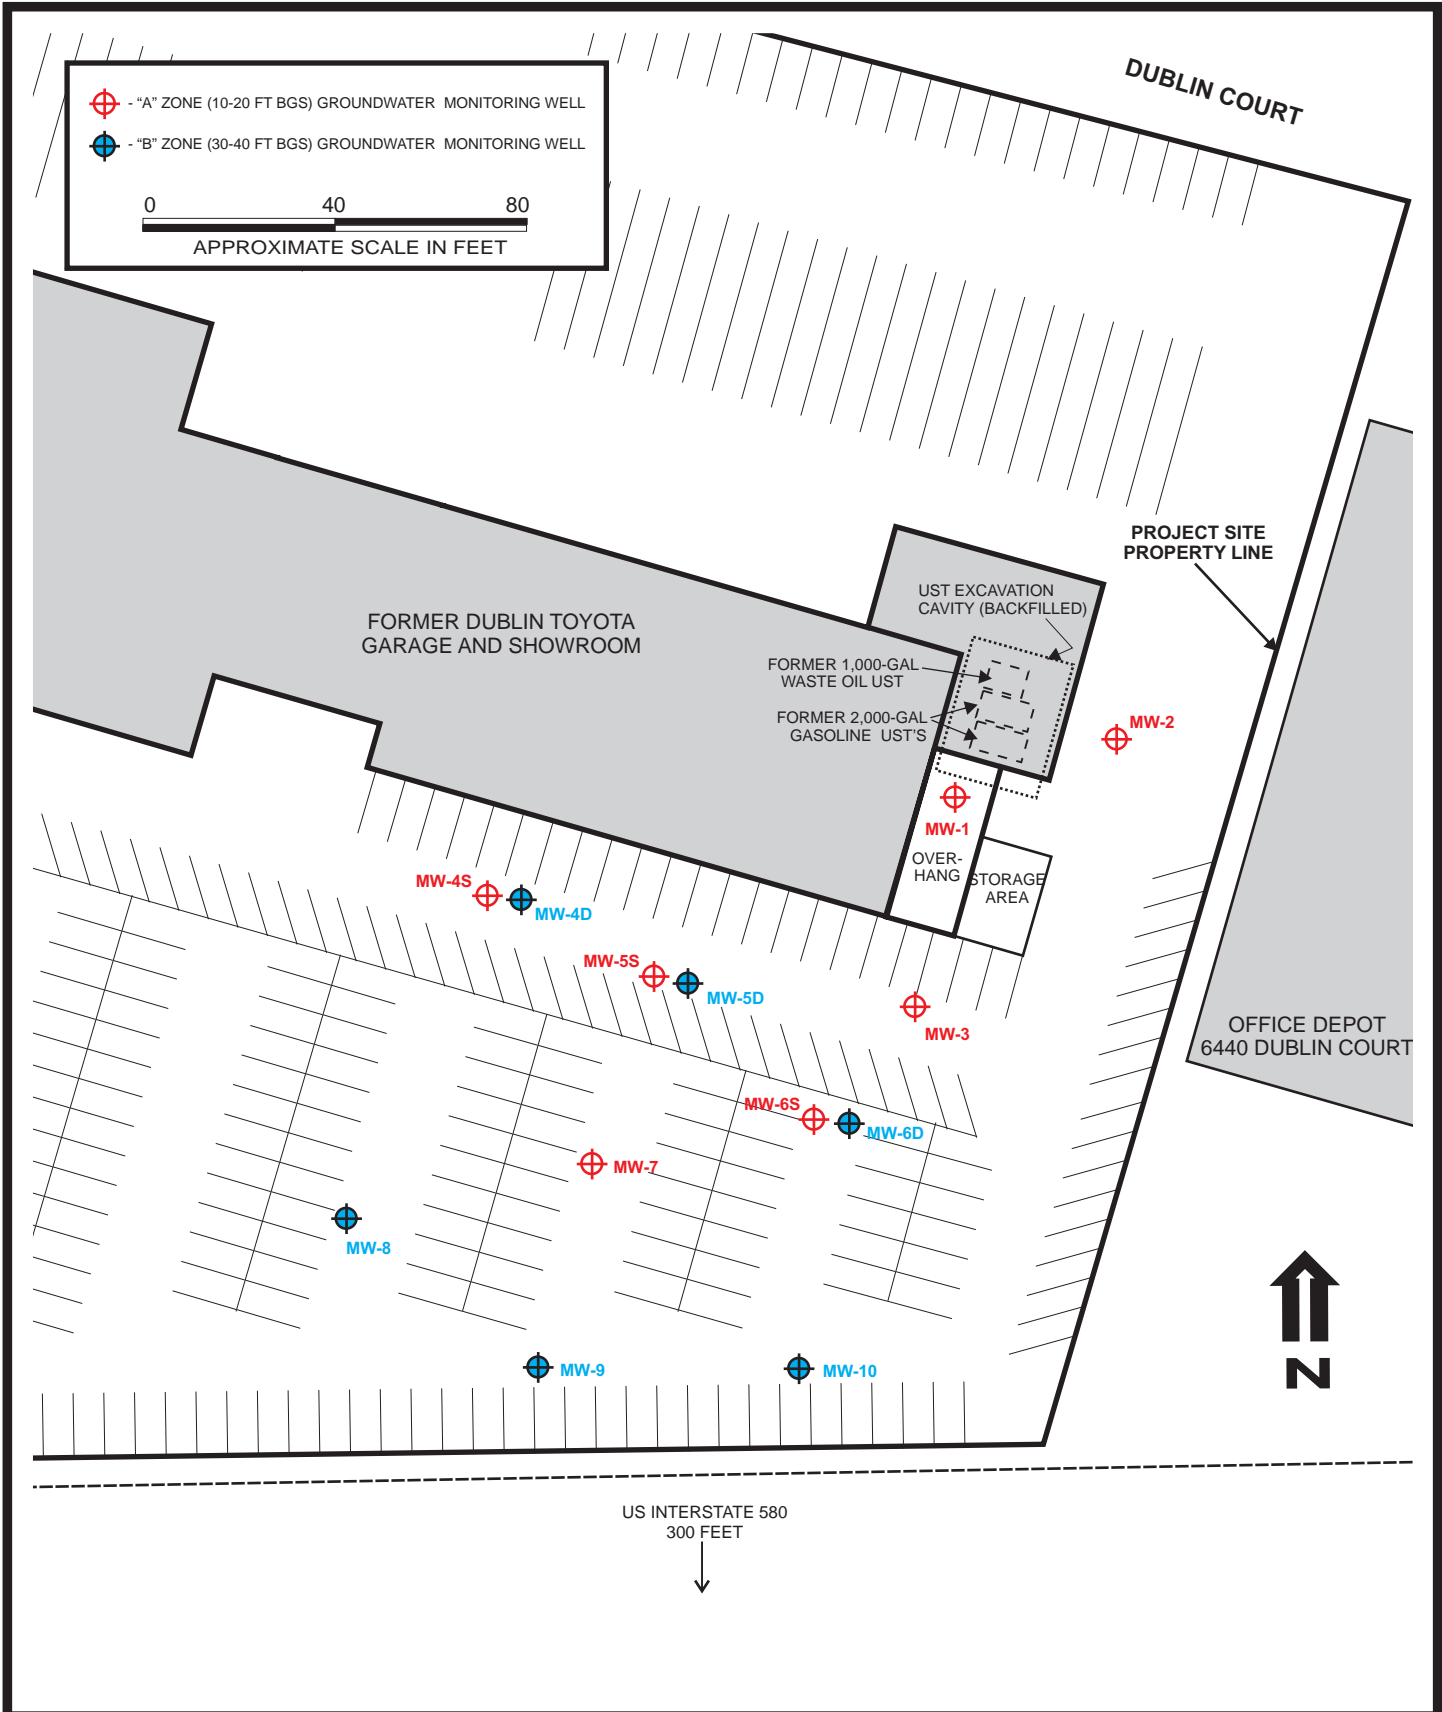 DUBLIN COURT
- “A” ZONE (10-20 FT BGS) GROUNDWATER MONITORING WELL
- “B” ZONE (30-40 FT BGS) GROUNDWATER MONITORING WELL
0 40 80
APPROXIMATE SCALE IN FEET
PROJECT SITE
PROPERTY LINE
UST EXCAVATION
CAVITY (BACKFILLED)
FORMER DUBLIN TOYOTA
GARAGE AND SHOWROOM
FORMER 1,000-GAL
WASTE OIL UST
FORMER 2,000-GAL
GASOLINE UST'S
MW-2
MW-1
OVER-
HANG
STORAGE
AREA
MW-4S
MW-4D
MW-5S
MW-5D
MW-3
OFFICE DEPOT
6440 DUBLIN COURT
MW-6S
MW-6D
MW-7
MW-8
MW-9
MW-10
N
US INTERSTATE 580
300 FEET